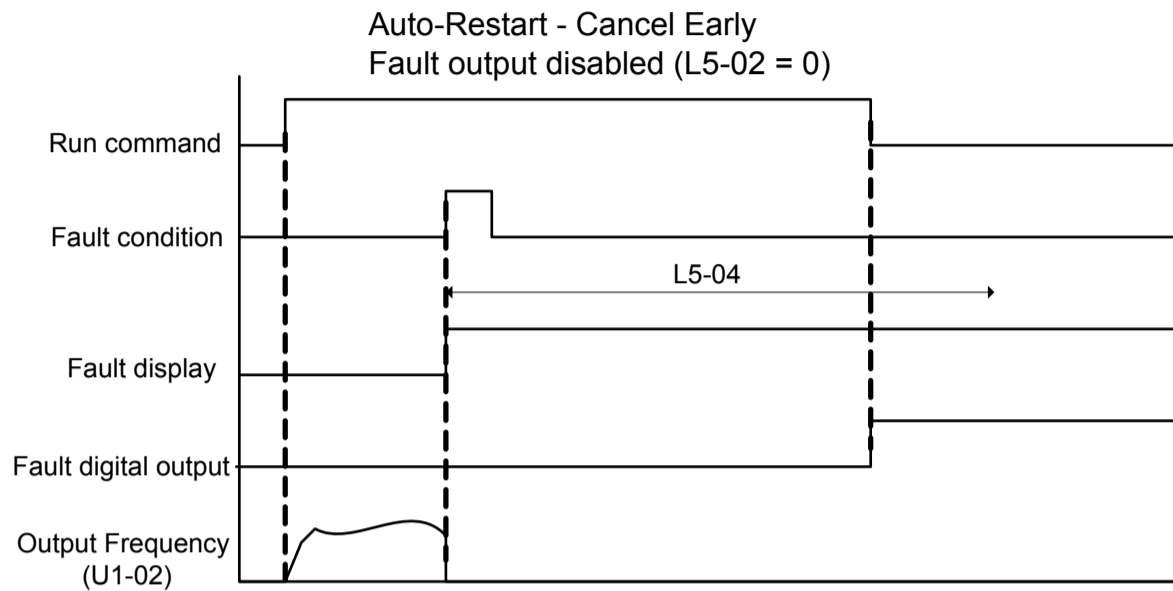 Auto-Restart - Cancel Early
Fault output disabled (L5-02 = 0)
Run command
Fault condition
L5-04
Fault display
Fault digital output
Output Frequency
(U1-02)